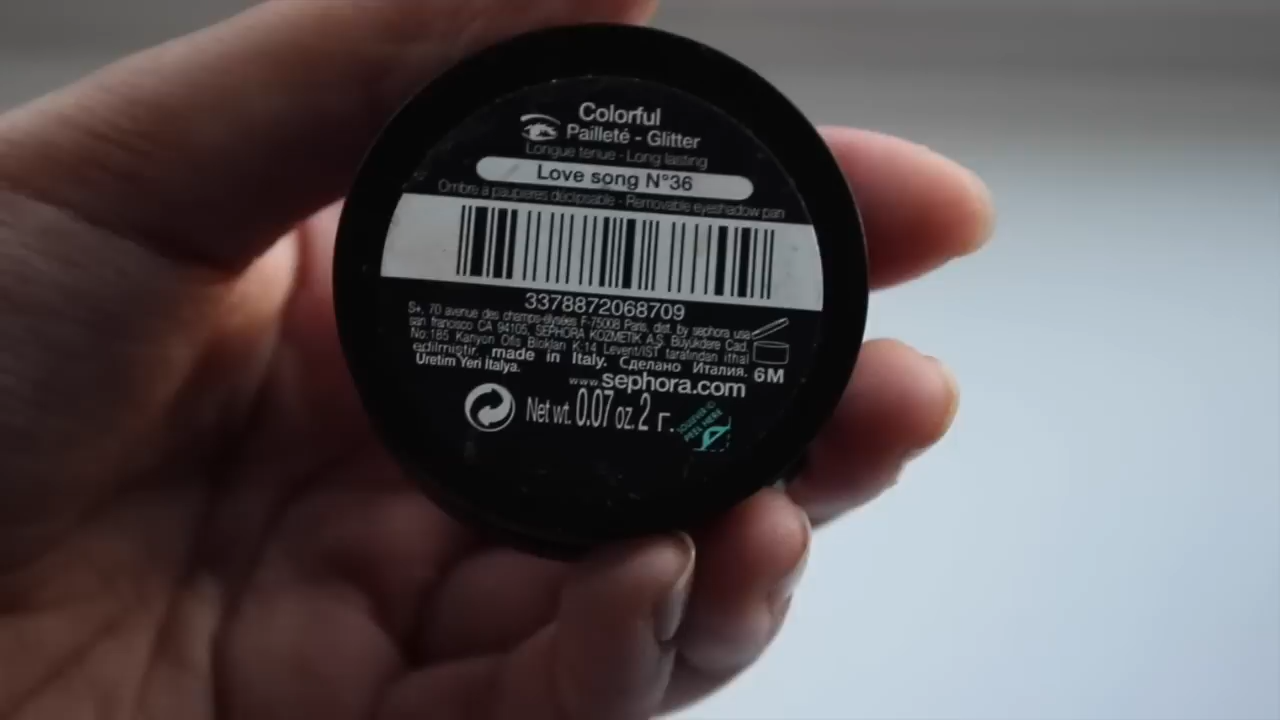 Colorful
Pailleté - Glitter
Longue tenue - Long lasting
Love song N°36
Ombre à paupières déclipsable - Removable eyeshadow pan
3378872068709
S+, 70 avenue des champs-élysées F-75008 Paris, dist. by sephora usa
san francisco CA 94105, SEPHORA KOZMETIK A.Ş. Büyükdere Cad.
No:185 Kanyon Ofis Blokları K:14 Levent/IST tarafından ithal
edilmiştir. made in Italy. Сделано Италия. 6M
Üretim Yeri İtalya.
www.sephora.com
Net wt. 0.07 oz. 2 г.
PEEL HERE